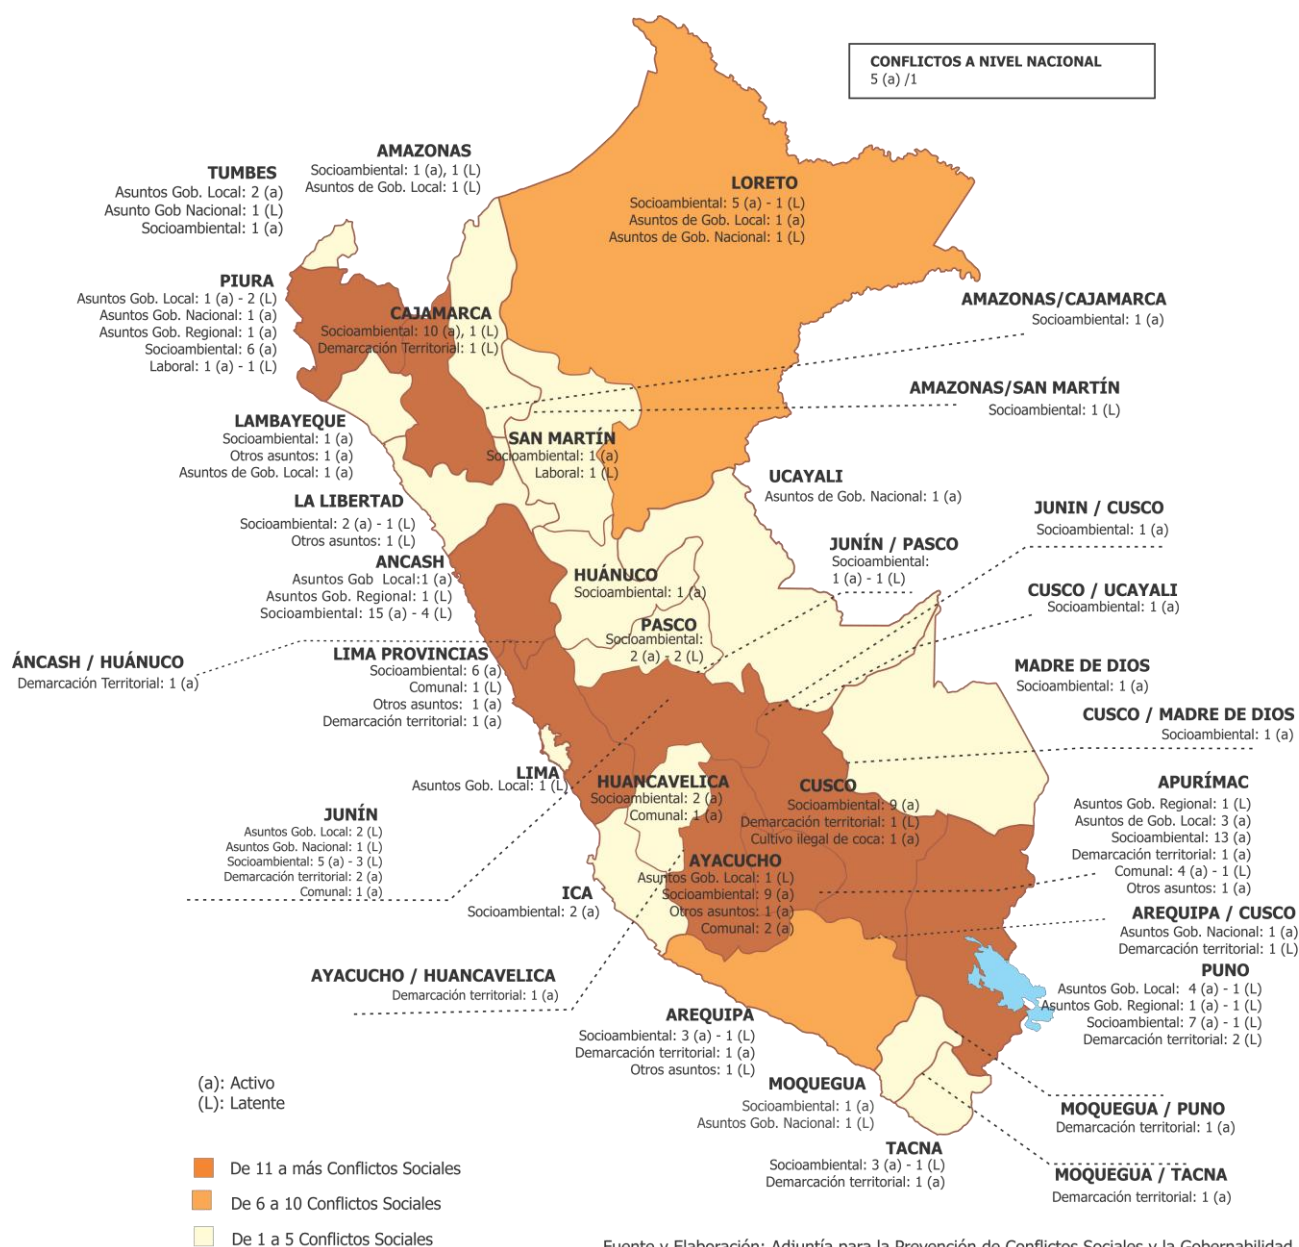 CONFLICTOS A NIVEL NACIONAL
5 (a) /1
AMAZONAS
Socioambiental: 1 (a), 1 (L)
Asuntos de Gob. Local: 1 (L)
TUMBES
Asuntos Gob. Local: 2 (a)
Asunto Gob Nacional: 1 (L)
Socioambiental: 1 (a)
LORETO
Socioambiental: 5 (a) - 1 (L)
Asuntos de Gob. Local: 1 (a)
Asuntos de Gob. Nacional: 1 (L)
PIURA
Asuntos Gob. Local: 1 (a) - 2 (L)
Asuntos Gob. Nacional: 1 (a)
Asuntos Gob. Regional: 1 (a)
Socioambiental: 6 (a)
Laboral: 1 (a) - 1 (L)
CAJAMARCA
Socioambiental: 10 (a), 1 (L)
Demarcación Territorial: 1 (L)
AMAZONAS/CAJAMARCA
Socioambiental: 1 (a)
AMAZONAS/SAN MARTÍN
Socioambiental: 1 (L)
LAMBAYEQUE
Socioambiental: 1 (a)
Otros asuntos: 1 (a)
Asuntos de Gob. Local: 1 (a)
SAN MARTÍN
Socioambiental: 1 (a)
Laboral: 1 (L)
UCAYALI
Asuntos de Gob. Nacional: 1 (a)
LA LIBERTAD
Socioambiental: 2 (a) - 1 (L)
Otros asuntos: 1 (L)
JUNIN / CUSCO
Socioambiental: 1 (a)
JUNÍN / PASCO
Socioambiental:
1 (a) - 1 (L)
ANCASH
Asuntos Gob Local:1 (a)
Asuntos Gob. Regional: 1 (L)
Socioambiental: 15 (a) - 4 (L)
HUÁNUCO
Socioambiental: 1 (a)
CUSCO / UCAYALI
Socioambiental: 1 (a)
PASCO
Socioambiental:
2 (a) - 2 (L)
ÁNCASH / HUÁNUCO
Demarcación Territorial: 1 (a)
LIMA PROVINCIAS
Socioambiental: 6 (a)
Comunal: 1 (L)
Otros asuntos: 1 (a)
Demarcación territorial: 1 (a)
MADRE DE DIOS
Socioambiental: 1 (a)
CUSCO / MADRE DE DIOS
Socioambiental: 1 (a)
LIMA
Asuntos Gob. Local: 1 (L)
HUANCAVELICA
Socioambiental: 2 (a)
Comunal: 1 (a)
CUSCO
Socioambiental: 9 (a)
Demarcación territorial: 1 (L)
Cultivo ilegal de coca: 1 (a)
APURÍMAC
Asuntos Gob. Regional: 1 (L)
Asuntos de Gob. Local: 3 (a)
Socioambiental: 13 (a)
Demarcación territorial: 1 (a)
Comunal: 4 (a) - 1 (L)
Otros asuntos: 1 (a)
JUNÍN
Asuntos Gob. Local: 2 (L)
Asuntos Gob. Nacional: 1 (L)
Socioambiental: 5 (a) - 3 (L)
Demarcación territorial: 2 (a)
Comunal: 1 (a)
AYACUCHO
Asuntos Gob. Local: 1 (L)
Socioambiental: 9 (a)
Otros asuntos: 1 (a)
Comunal: 2 (a)
ICA
Socioambiental: 2 (a)
AREQUIPA / CUSCO
Asuntos Gob. Nacional: 1 (a)
Demarcación territorial: 1 (L)
AYACUCHO / HUANCAVELICA
Demarcación territorial: 1 (a)
PUNO
Asuntos Gob. Local: 4 (a) - 1 (L)
Asuntos Gob. Regional: 1 (a) - 1 (L)
Socioambiental: 7 (a) - 1 (L)
Demarcación territorial: 2 (L)
AREQUIPA
Socioambiental: 3 (a) - 1 (L)
Demarcación territorial: 1 (a)
Otros asuntos: 1 (L)
MOQUEGUA
Socioambiental: 1 (a)
Asuntos Gob. Nacional: 1 (L)
MOQUEGUA / PUNO
Demarcación territorial: 1 (a)
TACNA
Socioambiental: 3 (a) - 1 (L)
Demarcación territorial: 1 (a)
MOQUEGUA / TACNA
Demarcación territorial: 1 (a)
(a): Activo
(L): Latente
De 11 a más Conflictos Sociales
De 6 a 10 Conflictos Sociales
De 1 a 5 Conflictos Sociales
Fuente y Elaboración: Adjuntía para la Prevención de Conflictos Sociales y la Gobernabilidad